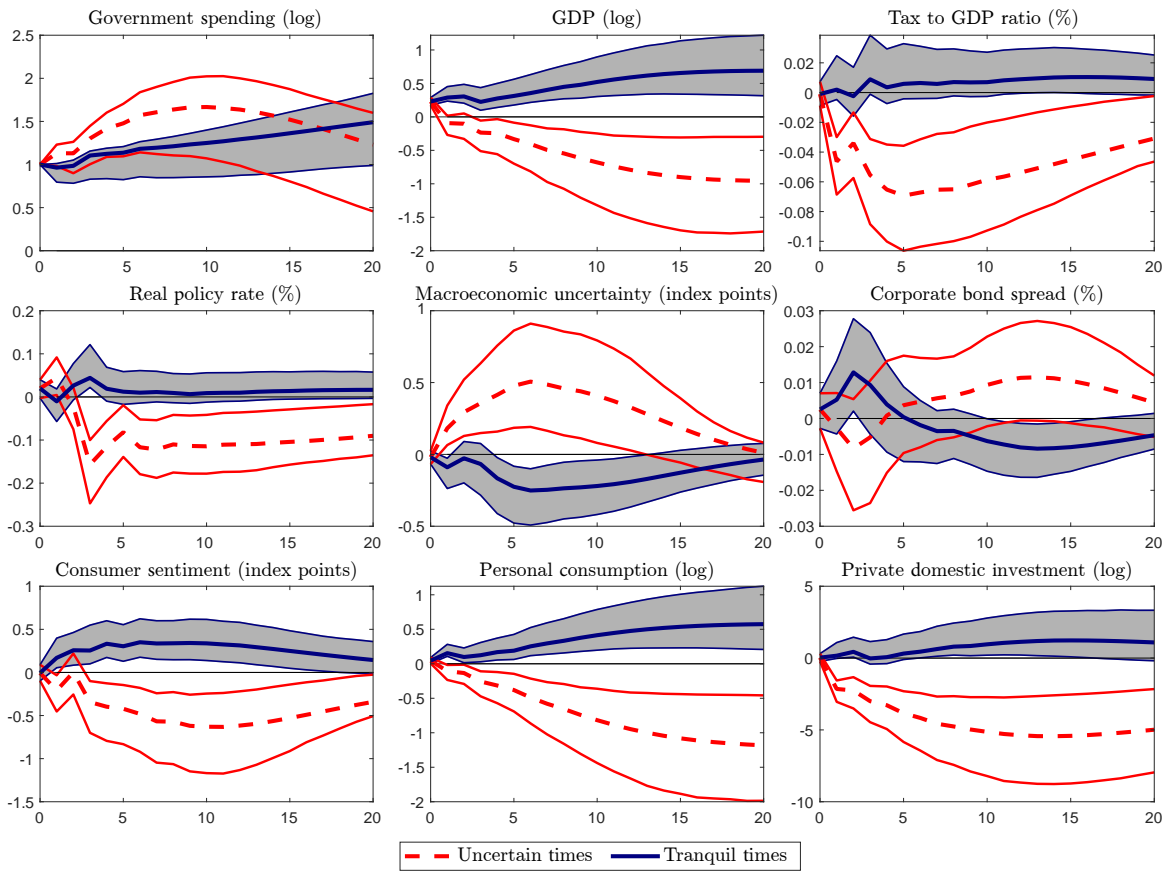 Government spending (log)
GDP (log)
Tax to GDP ratio (%)
2.5
2
1.5
1
0.5
0
0 5 10 15 20
1
0.5
0
-0.5
-1
-1.5
-2
0 5 10 15 20
0.02
0
-0.02
-0.04
-0.06
-0.08
-0.1
0 5 10 15 20
Real policy rate (%)
Macroeconomic uncertainty (index points)
Corporate bond spread (%)
0.2
0.1
0
-0.1
-0.2
-0.3
0 5 10 15 20
1
0.5
0
-0.5
0 5 10 15 20
0.03
0.02
0.01
0
-0.01
-0.02
-0.03
0 5 10 15 20
Consumer sentiment (index points)
Personal consumption (log)
Private domestic investment (log)
1
0.5
0
-0.5
-1
-1.5
0 5 10 15 20
1
0.5
0
-0.5
-1
-1.5
-2
0 5 10 15 20
5
0
-5
-10
0 5 10 15 20
Uncertain times Tranquil times